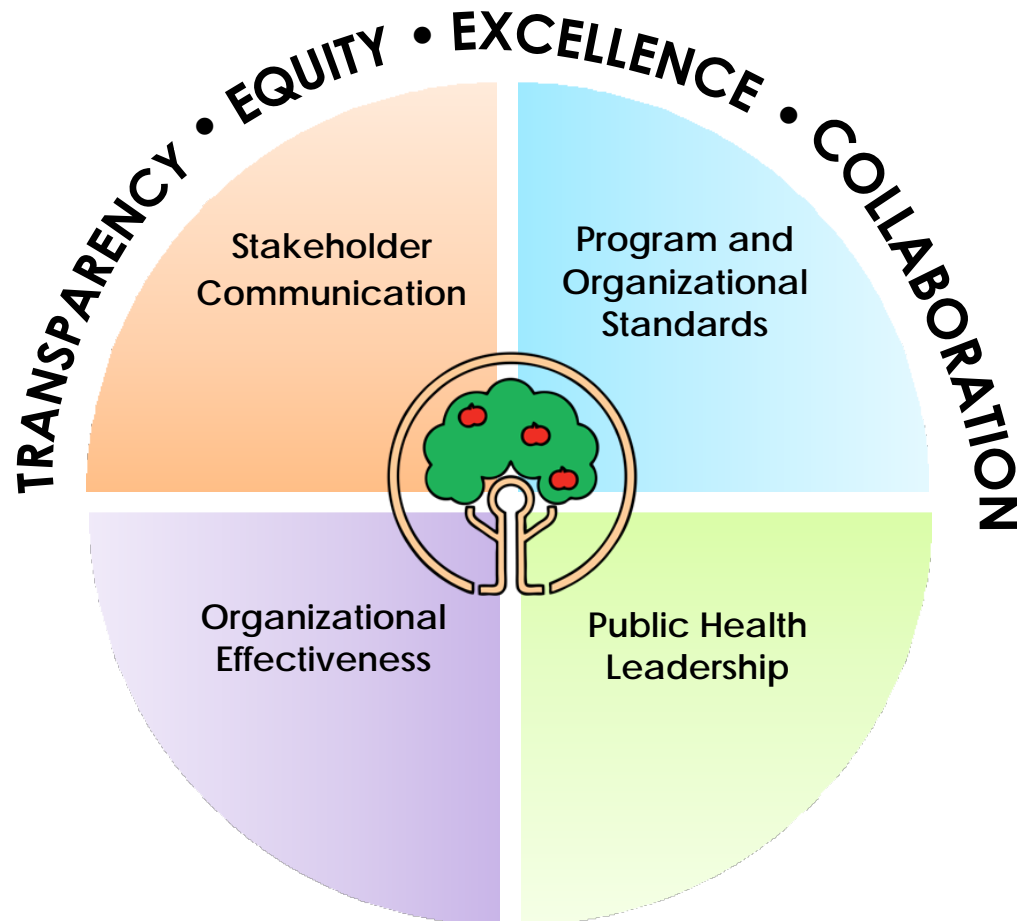 TRANSPARENCY • EQUITY • EXCELLENCE • COLLABORATION
Stakeholder
Communication
Program and
Organizational
Standards
Organizational
Effectiveness
Public Health
Leadership